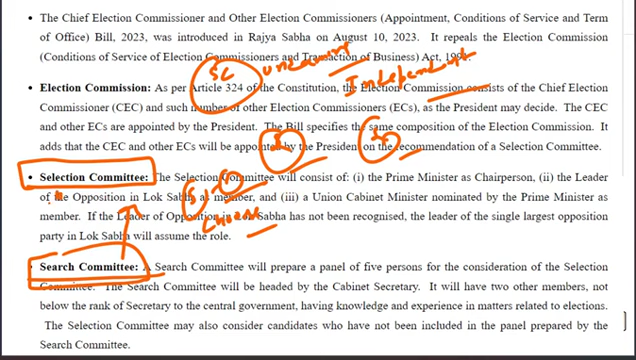 • The Chief Election Commissioner and Other Election Commissioners (Appointment, Conditions of Service and Term
of Office) Bill, 2023, was introduced in Rajya Sabha on August 10, 2023. It repeals the Election Commission
(Conditions of Service of Election Commissioners and Transaction of Business) Act,
SC
Independent
• Election Commission: As per Article 324 of the Constitution, the Election Commission consists of the Chief Election
Commissioner (CEC) and such number of other Election Commissioners (ECs), as the President may decide. The CEC
and other ECs are appointed by the President. The Bill specifies the same composition of the Election Commission. It
adds that the CEC and other ECs will be appointed by the President on the recommendation of a Selection Committee.
• Selection Committee: The Selection Committee will consist of: (i) the Prime Minister as Chairperson, (ii) the Leader
of the Opposition in Lok Sabha as member, and (iii) a Union Cabinet Minister nominated by the Prime Minister as
member. If the Leader of Opposition in Lok Sabha has not been recognised, the leader of the single largest opposition
party in Lok Sabha will assume the role.
• Search Committee: A Search Committee will prepare a panel of five persons for the consideration of the Selection
Committee. The Search Committee will be headed by the Cabinet Secretary. It will have two other members, not
below the rank of Secretary to the central government, having knowledge and experience in matters related to elections.
The Selection Committee may also consider candidates who have not been included in the panel prepared by the
Search Committee.